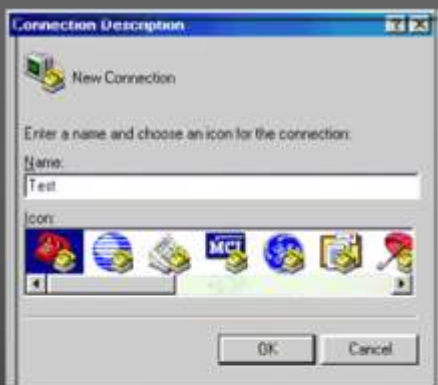 Connection Description
New Connection
Enter a name and choose an icon for the connection:
Name:
Test
Icon:
MCI
OK
Cancel